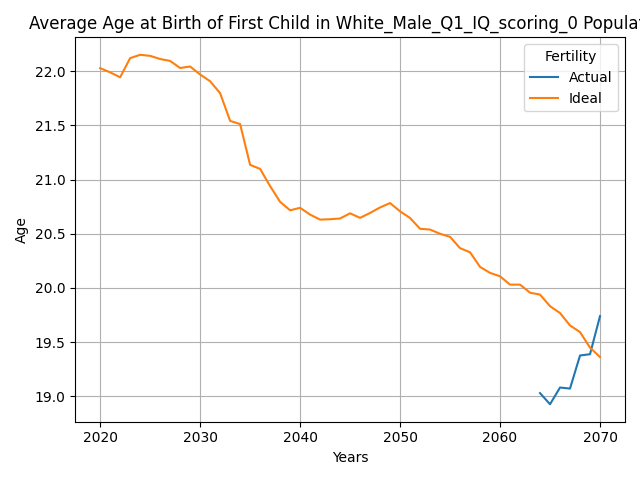 Average Age at Birth of First Child in White_Male_Q1_IQ_scoring_0 Populat
Fertility
Actual
Ideal
22.0
21.5
21.0
20.5
20.0
19.5
19.0
Age
2020 2030 2040 2050 2060 2070
Years